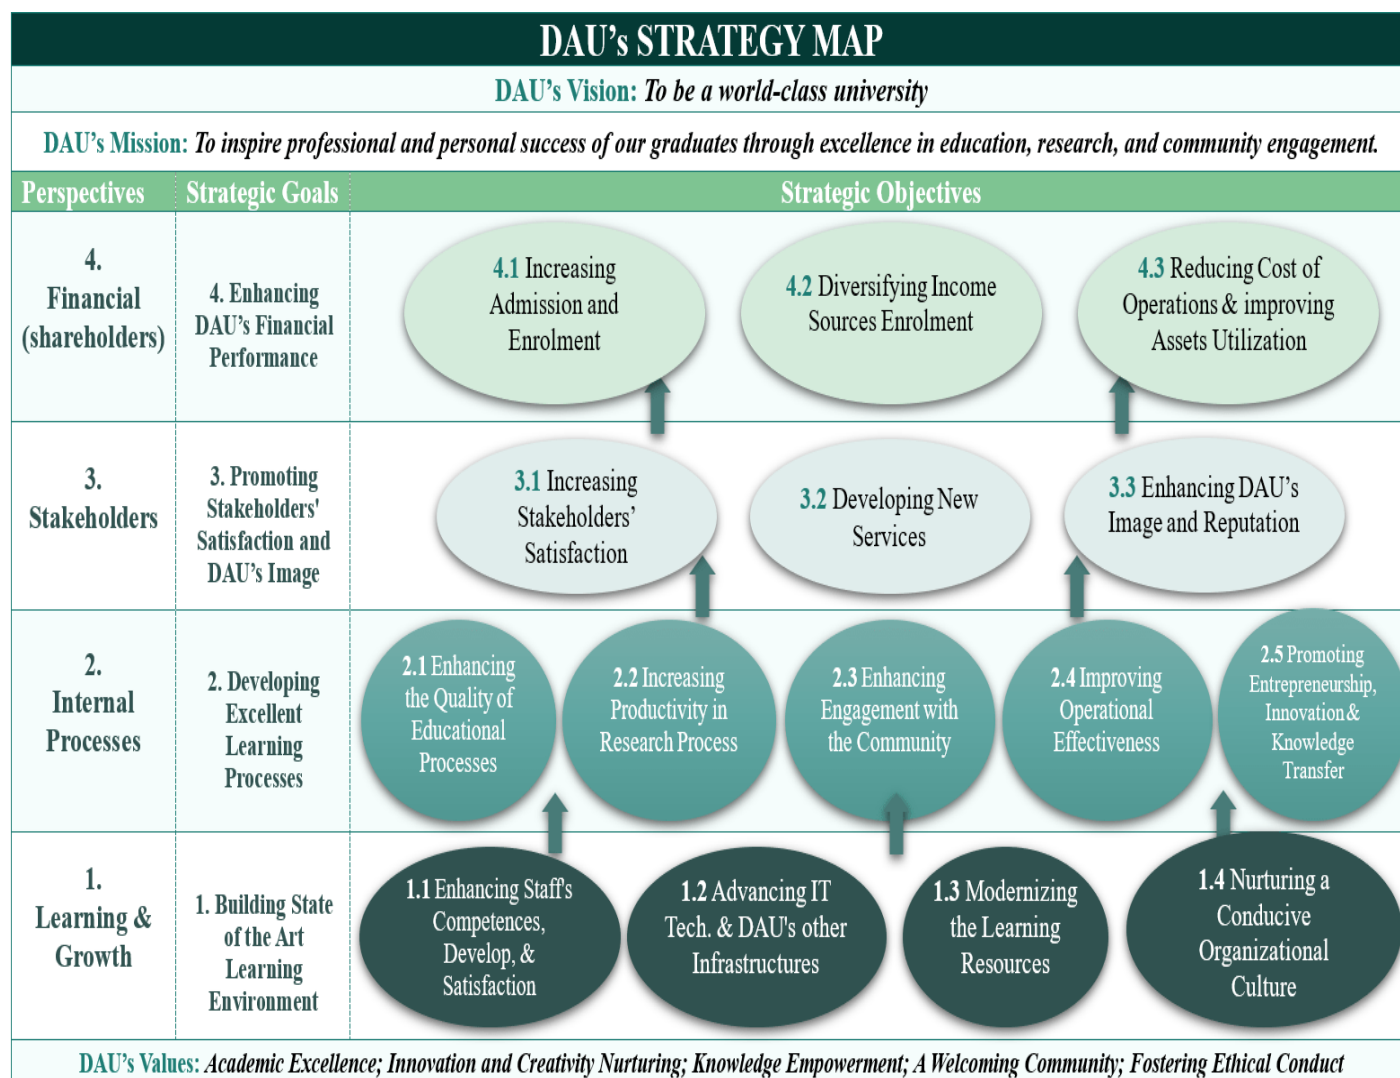 DAU’s STRATEGY MAP
DAU’s Vision: To be a world-class university
DAU’s Mission: To inspire professional and personal success of our graduates through excellence in education, research, and community engagement.
Perspectives
Strategic Goals
Strategic Objectives
4.
Financial
(shareholders)
4. Enhancing
DAU’s Financial
Performance
4.1 Increasing
Admission and
Enrolment
4.2 Diversifying Income
Sources Enrolment
4.3 Reducing Cost of
Operations & improving
Assets Utilization
3.
Stakeholders
3. Promoting
Stakeholders'
Satisfaction and
DAU’s Image
3.1 Increasing
Stakeholders’
Satisfaction
3.2 Developing New
Services
3.3 Enhancing DAU’s
Image and Reputation
2.
Internal
Processes
2. Developing
Excellent
Learning
Processes
2.1 Enhancing
the Quality of
Educational
Processes
2.2 Increasing
Productivity in
Research Process
2.3 Enhancing
Engagement with
the Community
2.4 Improving
Operational
Effectiveness
2.5 Promoting
Entrepreneurship,
Innovation &
Knowledge
Transfer
1.
Learning &
Growth
1. Building State
of the Art
Learning
Environment
1.1 Enhancing Staff's
Competences,
Develop, &
Satisfaction
1.2 Advancing IT
Tech. & DAU's other
Infrastructures
1.3 Modernizing
the Learning
Resources
1.4 Nurturing a
Conducive
Organizational
Culture
DAU’s Values: Academic Excellence; Innovation and Creativity Nurturing; Knowledge Empowerment; A Welcoming Community; Fostering Ethical Conduct